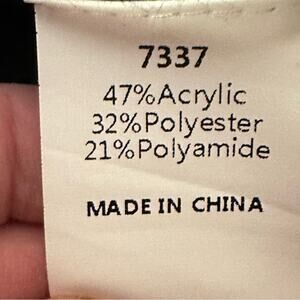 7337
47%Acrylic
32%Polyester
21%Polyamide
MADE IN CHINA